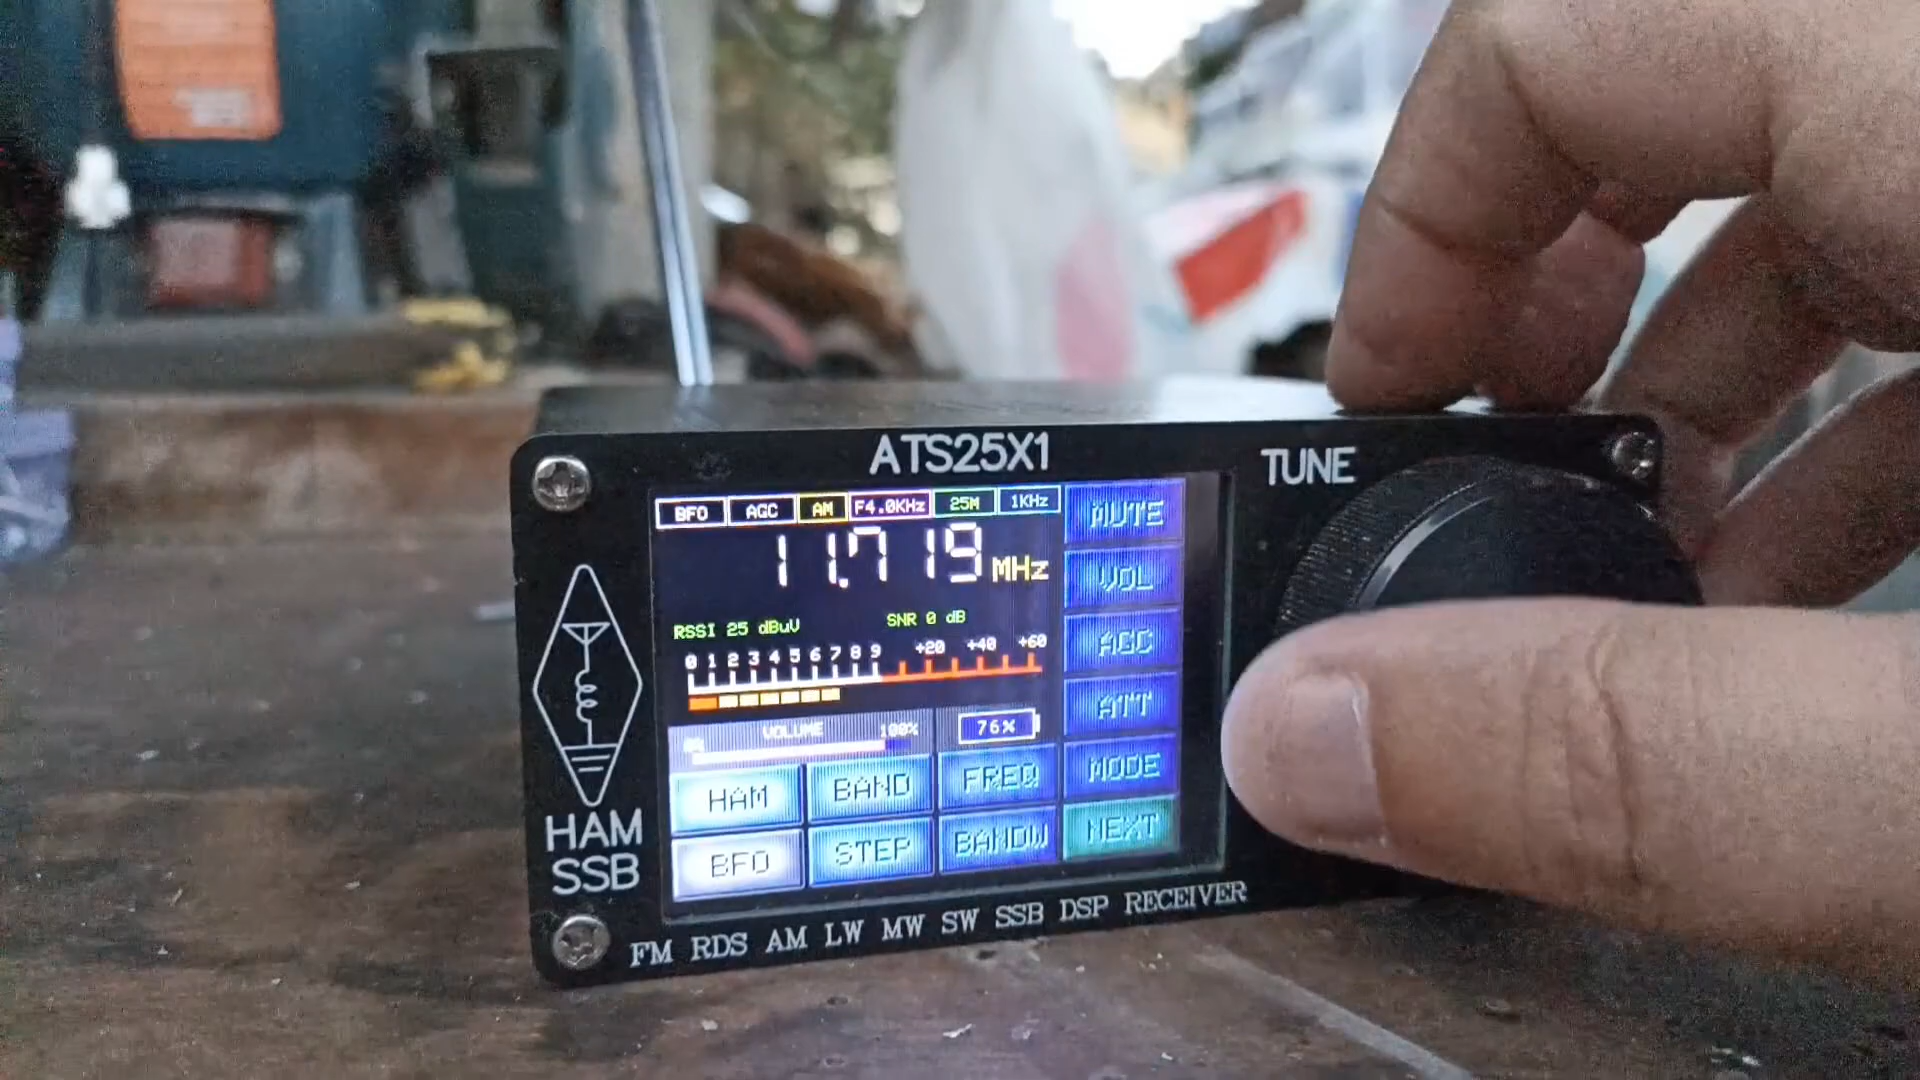 ATS25X1
TUNE
BFO AGC AM F4.0KHz 25M 1KHz
MUTE
11.719 MHz
VOL
RSSI 25 dBuV SNR 0 dB
AGC
0 1 2 3 4 5 6 7 8 9 +20 +40 +60
ATT
VOLUME 100% 76%
MODE
HAM BAND FREQ
NEXT
BFO STEP BANDW
HAM
SSB
FM RDS AM LW MW SW SSB DSP RECEIVER